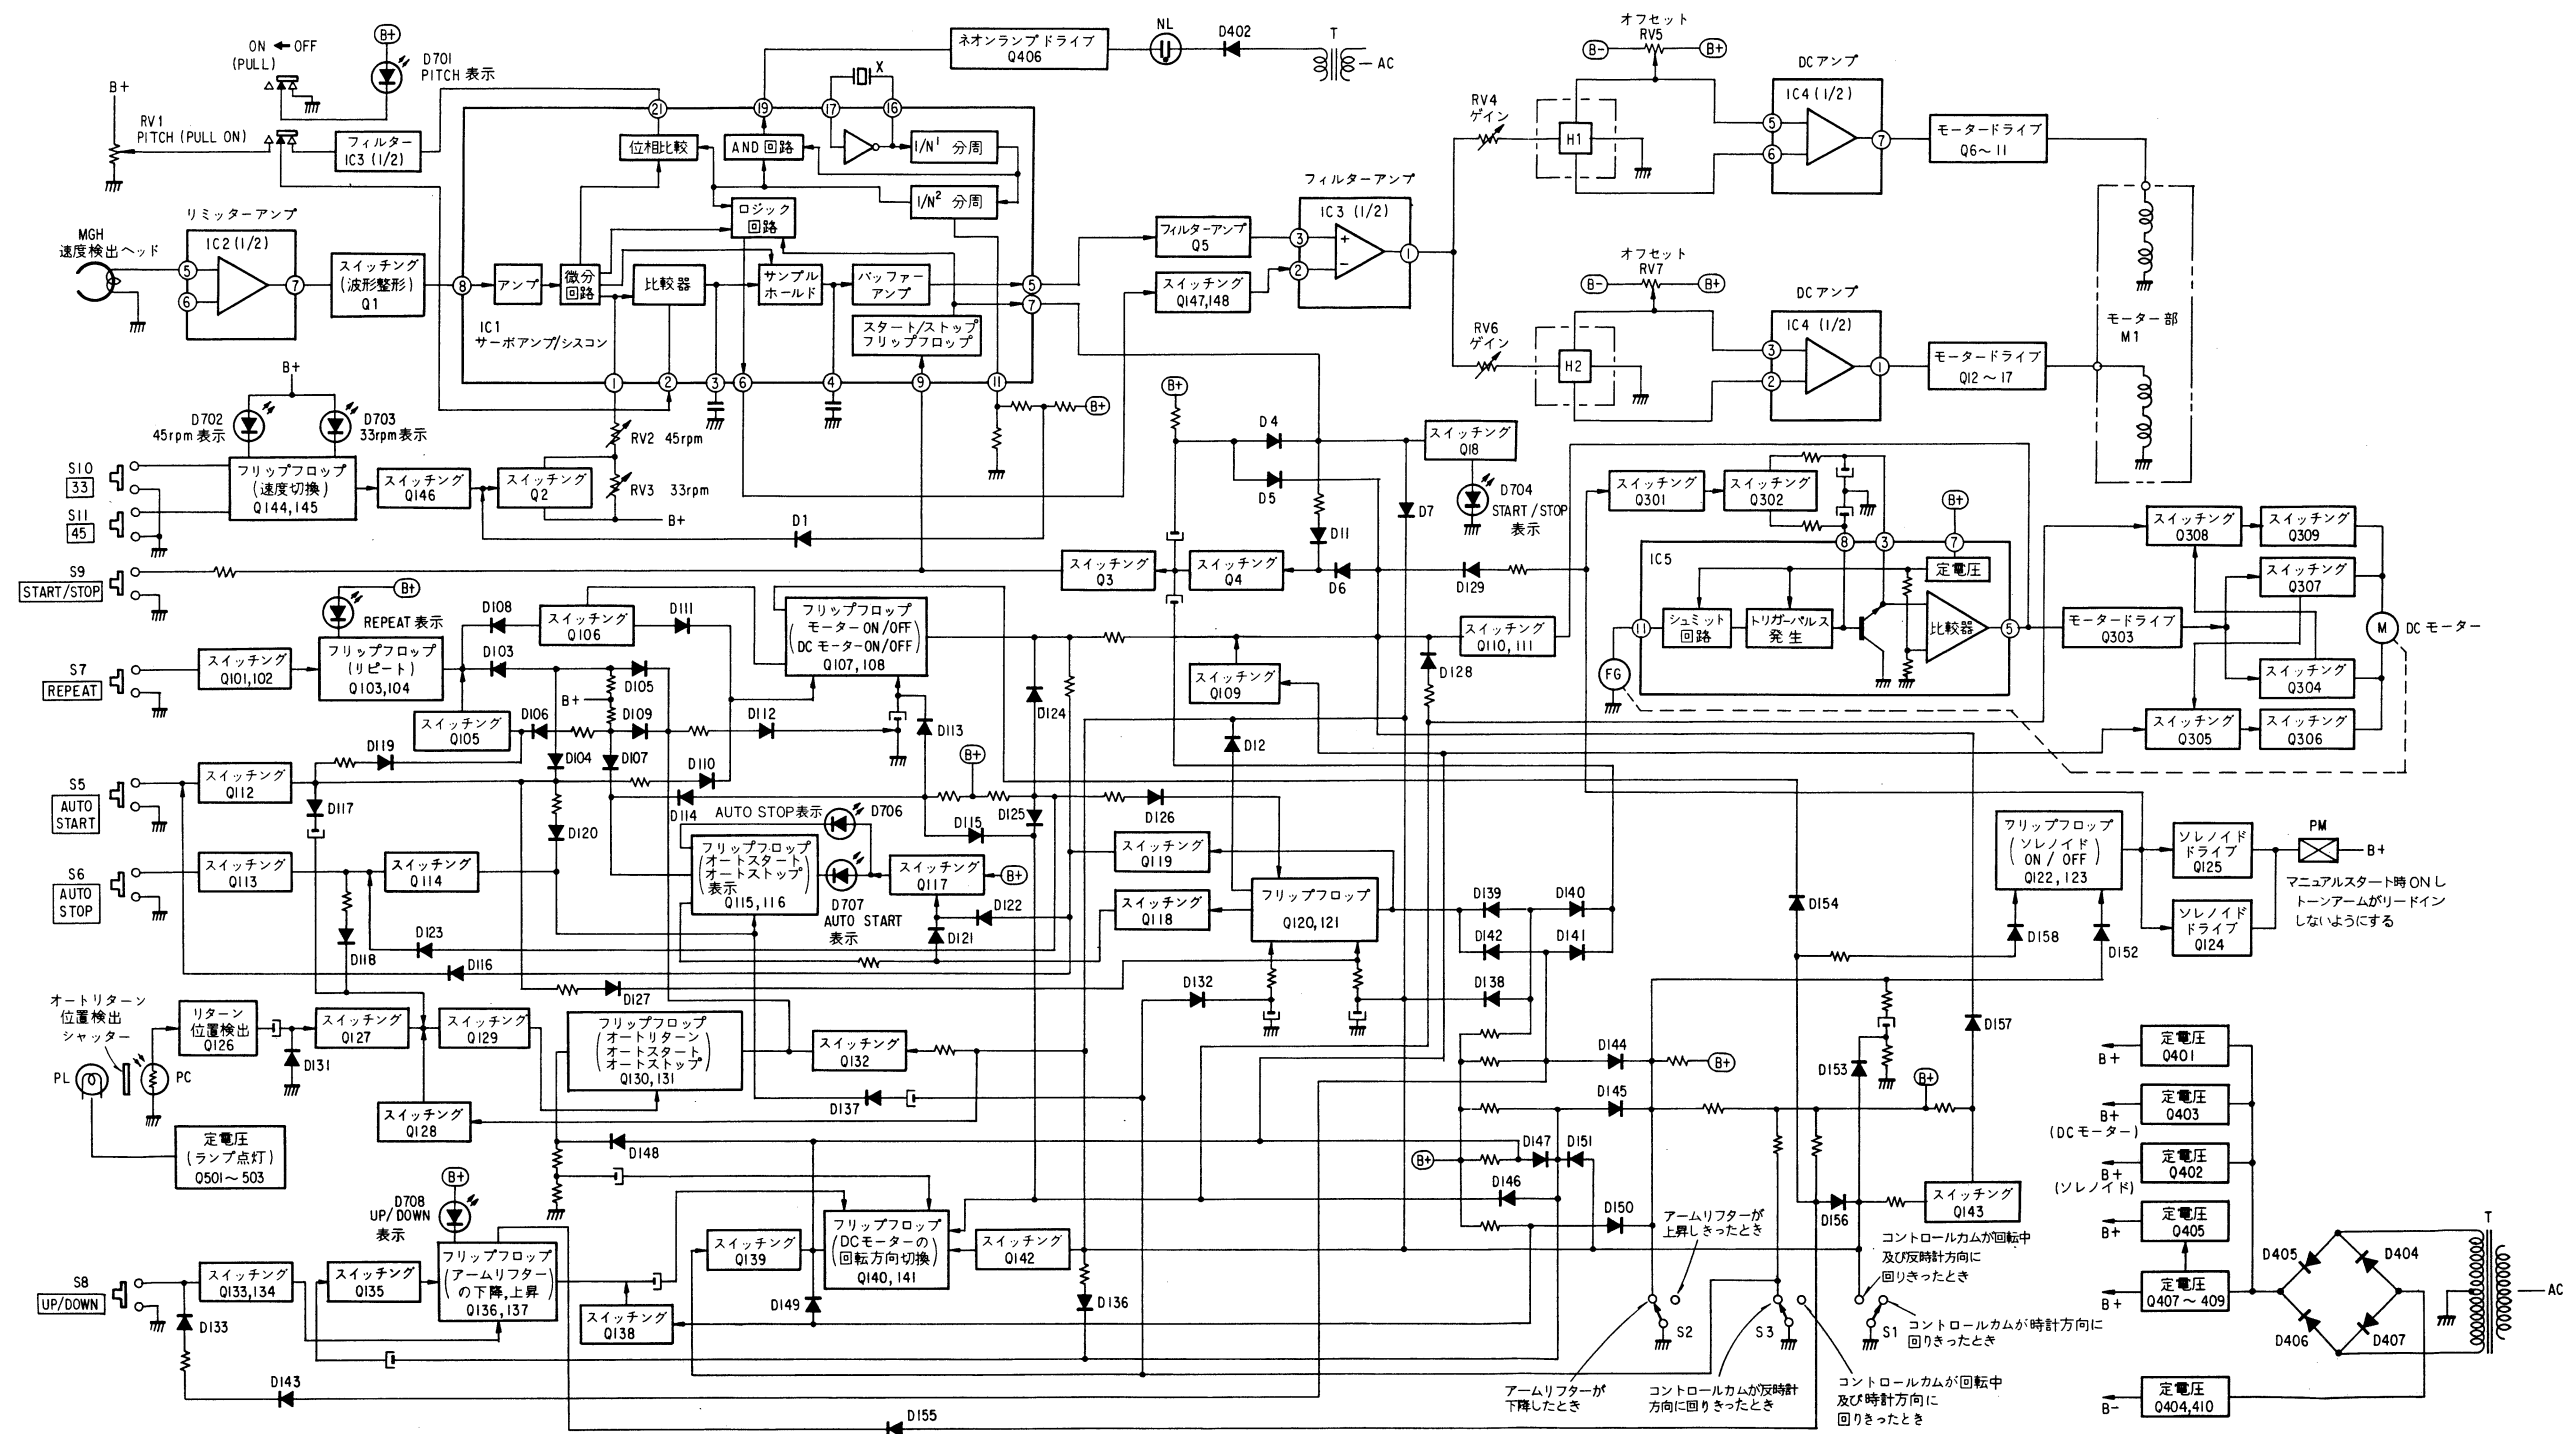 ON ← OFF
(PULL)
B+
D701
PITCH 表示
B+
RV1
PITCH (PULL ON)
フィルター
IC3 (1/2)
ネオンランプドライブ
Q406
NL
D402
T
AC
X
21
19
17
16
位相比較
AND 回路
1/N¹ 分周
1/N² 分周
ロジック
回路
オフセット
RV5
B-
B+
DCアンプ
IC4 (1/2)
RV4
ゲイン
H1
5
6
7
モータードライブ
Q6～11
MGH
速度検出ヘッド
リミッターアンプ
IC2 (1/2)
5
6
7
スイッチング
(波形整形)
Q1
8
アンプ
微分
回路
比較器
サンプル
ホールド
バッファー
アンプ
5
7
IC1
サーボアンプ/シスコン
スタート/ストップ
フリップフロップ
1
2
3
6
4
9
11
フィルターアンプ
Q5
スイッチング
Q147,148
フィルターアンプ
IC3 (1/2)
3
+
2
-
1
オフセット
RV7
B-
B+
DCアンプ
IC4 (1/2)
RV6
ゲイン
H2
3
2
1
モータードライブ
Q12～17
モーター部
M1
B+
D702
45rpm 表示
D703
33rpm 表示
RV2 45rpm
RV3 33rpm
B+
B+
S10
33
S11
45
フリップフロップ
(速度切換)
Q144,145
スイッチング
Q146
スイッチング
Q2
D1
B+
D4
D5
D11
D7
D6
スイッチング
Q18
D704
START/STOP
表示
スイッチング
Q301
スイッチング
Q302
B+
8
3
7
IC5
定電圧
シュミット
回路
トリガーパルス
発生
比較器
11
5
FG
モータードライブ
Q303
スイッチング
Q308
スイッチング
Q309
スイッチング
Q307
スイッチング
Q304
スイッチング
Q305
スイッチング
Q306
M
DCモーター
S9
START/STOP
スイッチング
Q3
スイッチング
Q4
D129
B+
REPEAT 表示
D108
スイッチング
Q106
D111
フリップフロップ
モーターON/OFF
DCモーターON/OFF
Q107,108
スイッチング
Q110,111
スイッチング
Q109
D128
S7
REPEAT
スイッチング
Q101,102
フリップフロップ
(リピート)
Q103,104
D103
D105
B+
スイッチング
Q105
D106
D109
D112
D113
D124
D12
D119
D104
D107
D110
S5
AUTO
START
スイッチング
Q112
D117
D120
D114
B+
D115
D125
D126
AUTO STOP表示
D706
フリップフロップ
オートスタート
オートストップ
表示
Q115,116
スイッチング
Q117
B+
D707
AUTO START
表示
D122
D121
スイッチング
Q119
スイッチング
Q118
フリップフロップ
Q120,121
S6
AUTO
STOP
スイッチング
Q113
スイッチング
Q114
D118
D123
D116
D127
D132
D139
D140
D142
D141
D138
D154
フリップフロップ
ソレノイド
ON / OFF
Q122,123
D158
D152
ソレノイド
ドライブ
Q125
ソレノイド
ドライブ
Q124
PM
B+
マニュアルスタート時ONし
トーンアームがリードイン
しないようにする
オートリターン
位置検出
シャッター
PL
PC
リターン
位置検出
Q126
D131
スイッチング
Q127
スイッチング
Q129
スイッチング
Q128
フリップフロップ
オートリターン
オートスタート
オートストップ
Q130,131
スイッチング
Q132
D137
定電圧
(ランプ点灯)
Q501～503
D148
D144
B+
D145
B+
D147
D151
D146
D150
D153
D157
B+
D156
スイッチング
Q143
B+
D708
UP/DOWN
表示
S8
UP/DOWN
スイッチング
Q133,134
D133
スイッチング
Q135
フリップフロップ
アームリフター
の下降,上昇
Q136,137
スイッチング
Q138
スイッチング
Q139
D149
フリップフロップ
DCモーターの
回転方向切換
Q140,141
スイッチング
Q142
D136
D143
D155
アームリフターが
上昇しきったとき
S2
アームリフターが
下降したとき
S3
コントロールカムが反時計
方向に回りきったとき
コントロールカムが回転中
及び反時計方向に
回りきったとき
S1
コントロールカムが時計方向に
回りきったとき
コントロールカムが回転中
及び時計方向に
回りきったとき
定電圧
Q401
B+
定電圧
Q403
B+
(DCモーター)
定電圧
Q402
B+
(ソレノイド)
定電圧
Q405
B+
定電圧
Q407～409
B+
定電圧
Q404,410
B-
D405
D404
D406
D407
T
AC